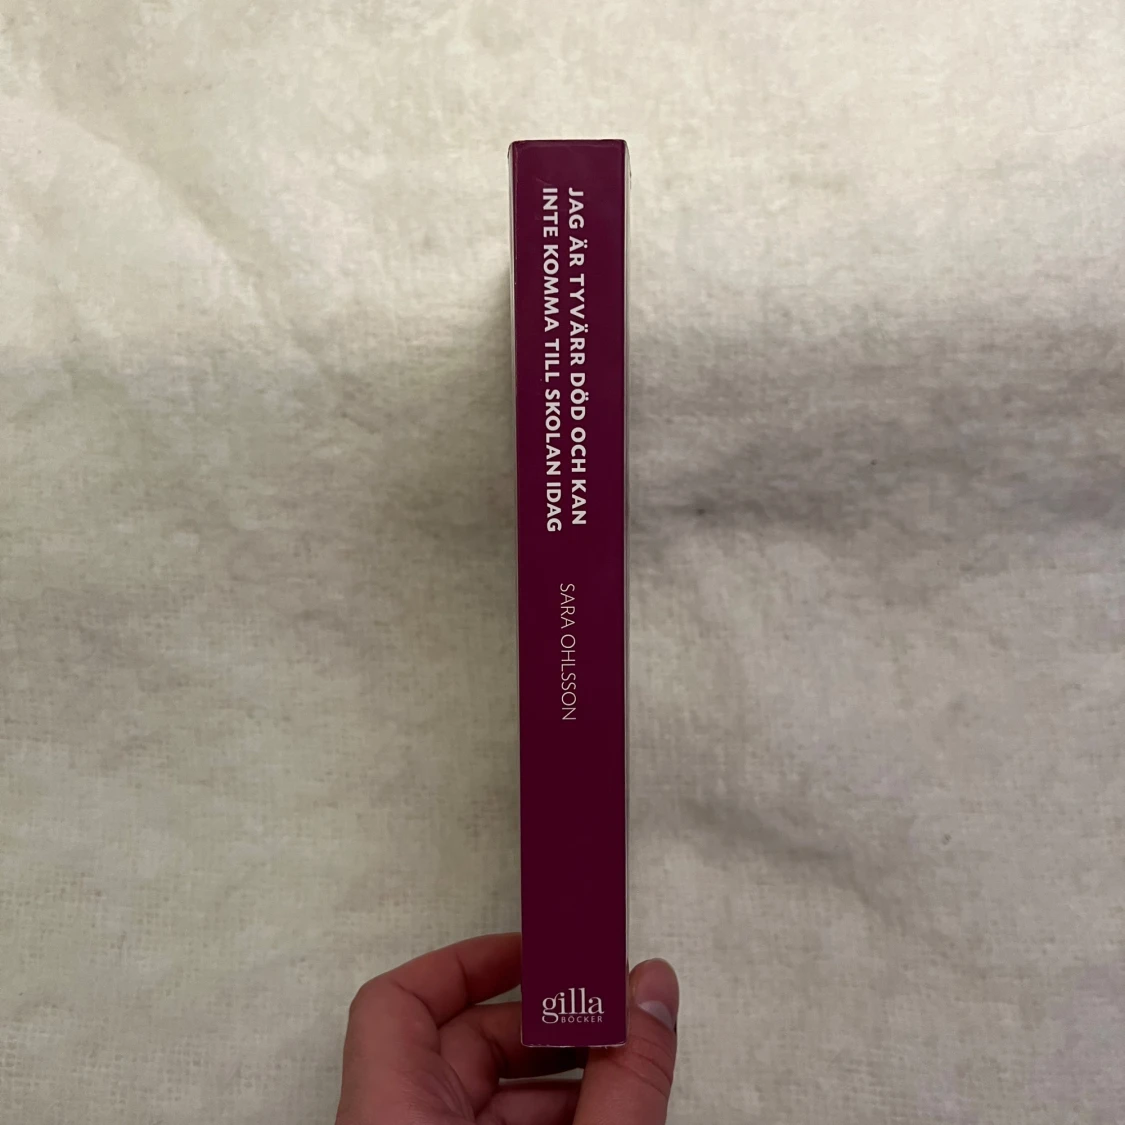 JAG ÄR TYVÄRR DÖD OCH KAN
INTE KOMMA TILL SKOLAN IDAG
SARA OHLSSON
gilla
BÖCKER